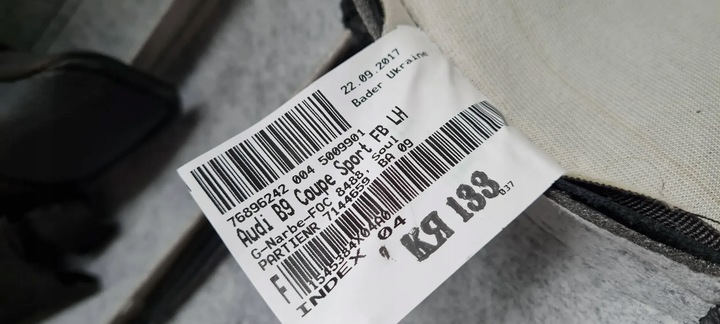 22.09.2017
Bader Ukraine
76896242 004 5009901
Audi B9 Coupe Sport FB LH
G-Narbe-FOC 8488, Soul
PARTIENR 7144659 BA 09
F
INDEX 04
КЯ 133
037